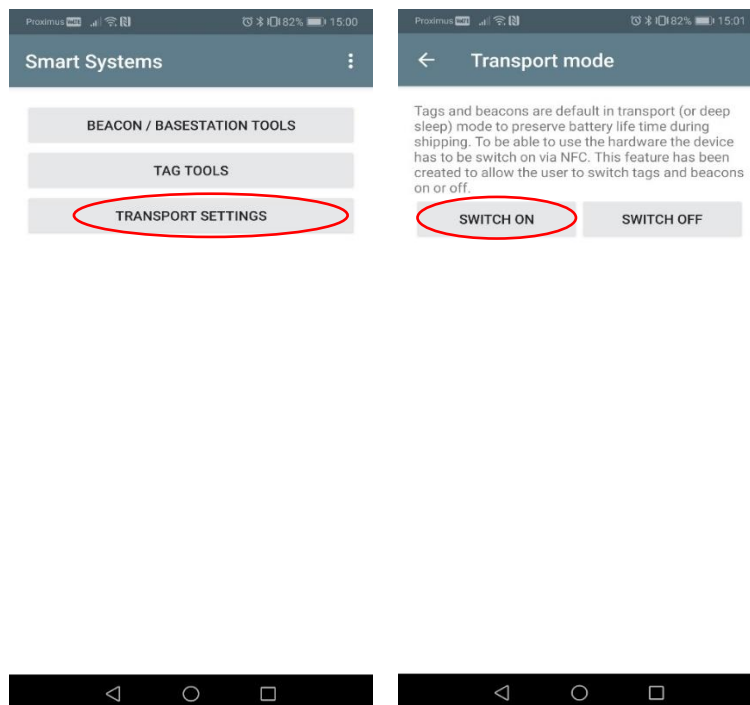 Proximus VoLTE 82% 15:00
Smart Systems
BEACON / BASESTATION TOOLS
TAG TOOLS
TRANSPORT SETTINGS
Proximus VoLTE 82% 15:01
Transport mode
Tags and beacons are default in transport (or deep
sleep) mode to preserve battery life time during
shipping. To be able to use the hardware the device
has to be switch on via NFC. This feature has been
created to allow the user to switch tags and beacons
on or off.
SWITCH ON SWITCH OFF